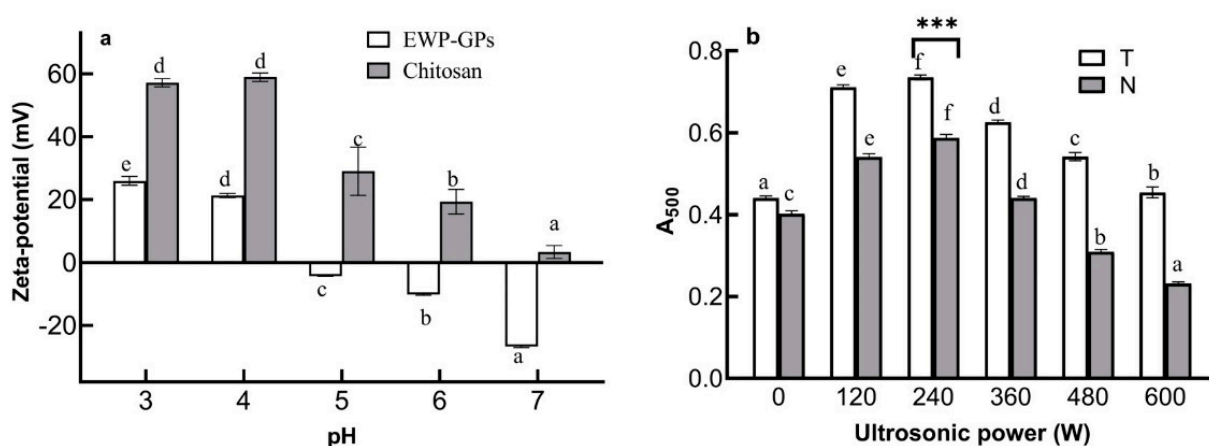 a
EWP-GPs
Chitosan
Zeta-potential (mV)
60
40
20
0
-20
e
d
d
d
c
c
b
b
a
a
3 4 5 6 7
pH
b
***
T
N
A500
0.8
0.6
0.4
0.2
0.0
a c e e f f d d c b b a
0 120 240 360 480 600
Ultrosonic power (W)